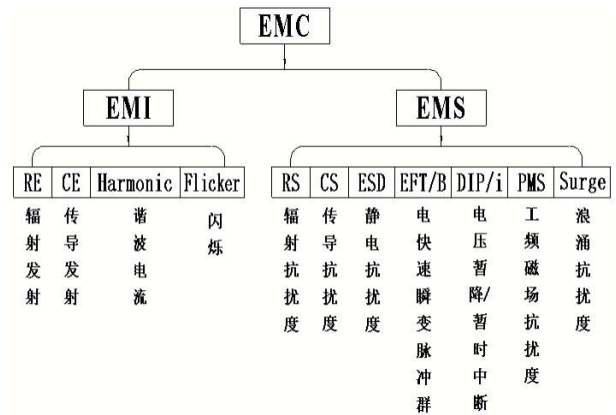 EMC
EMI
EMS
RE
CE
Harmonic
Flicker
RS
CS
ESD
EFT/B
DIP/i
PMS
Surge
辐射发射
传导发射
谐波电流
闪烁
辐射抗扰度
传导抗扰度
静电抗扰度
电快速瞬变脉冲群
电压暂降/暂时中断
工频磁场抗扰度
浪涌抗扰度